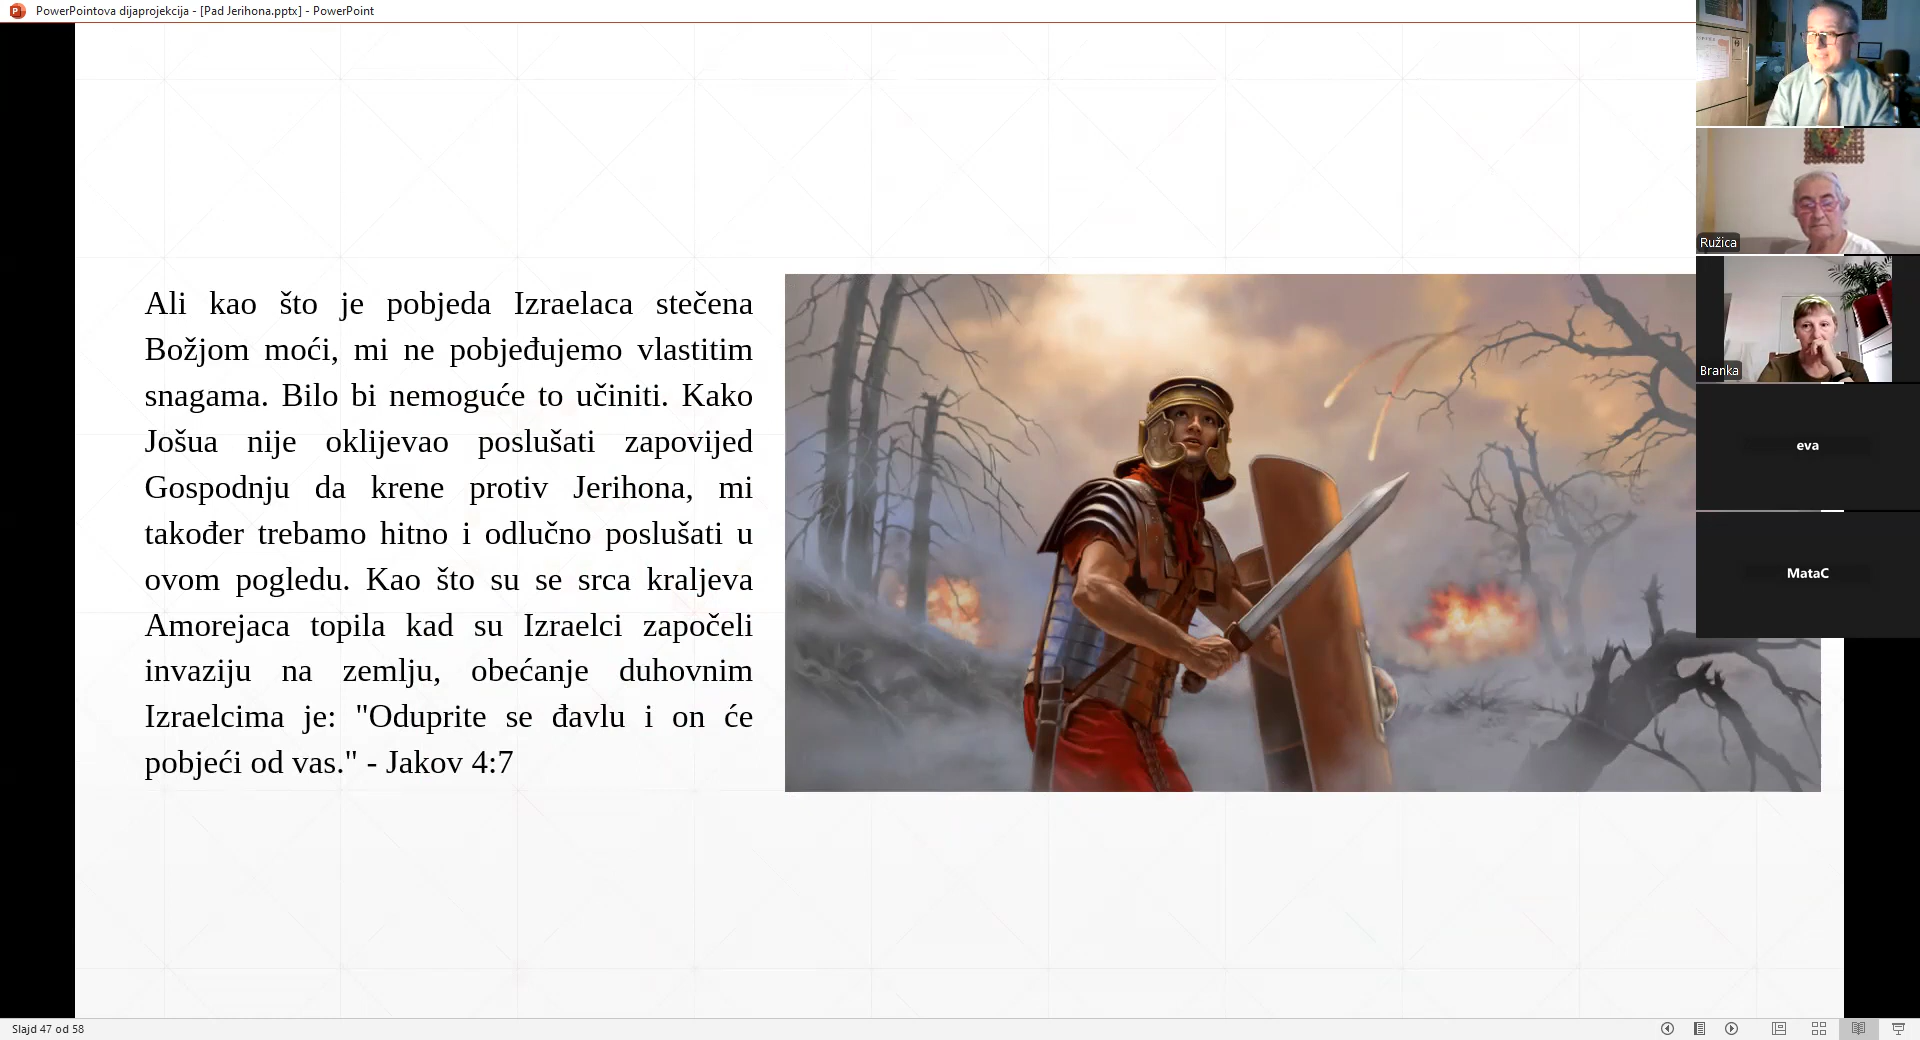 PowerPointova dijaprojekcija - [Pad Jerihona.pptx] - PowerPoint
Ali kao što je pobjeda Izraelaca stečena
Božjom moći, mi ne pobjeđujemo vlastitim
snagama. Bilo bi nemoguće to učiniti. Kako
Jošua nije oklijevao poslušati zapovijed
Gospodnju da krene protiv Jerihona, mi
također trebamo hitno i odlučno poslušati u
ovom pogledu. Kao što su se srca kraljeva
Amorejaca topila kad su Izraelci započeli
invaziju na zemlju, obećanje duhovnim
Izraelcima je: "Oduprite se đavlu i on će
pobjeći od vas." - Jakov 4:7
Ružica
Branka
eva
MataC
Slajd 47 od 58